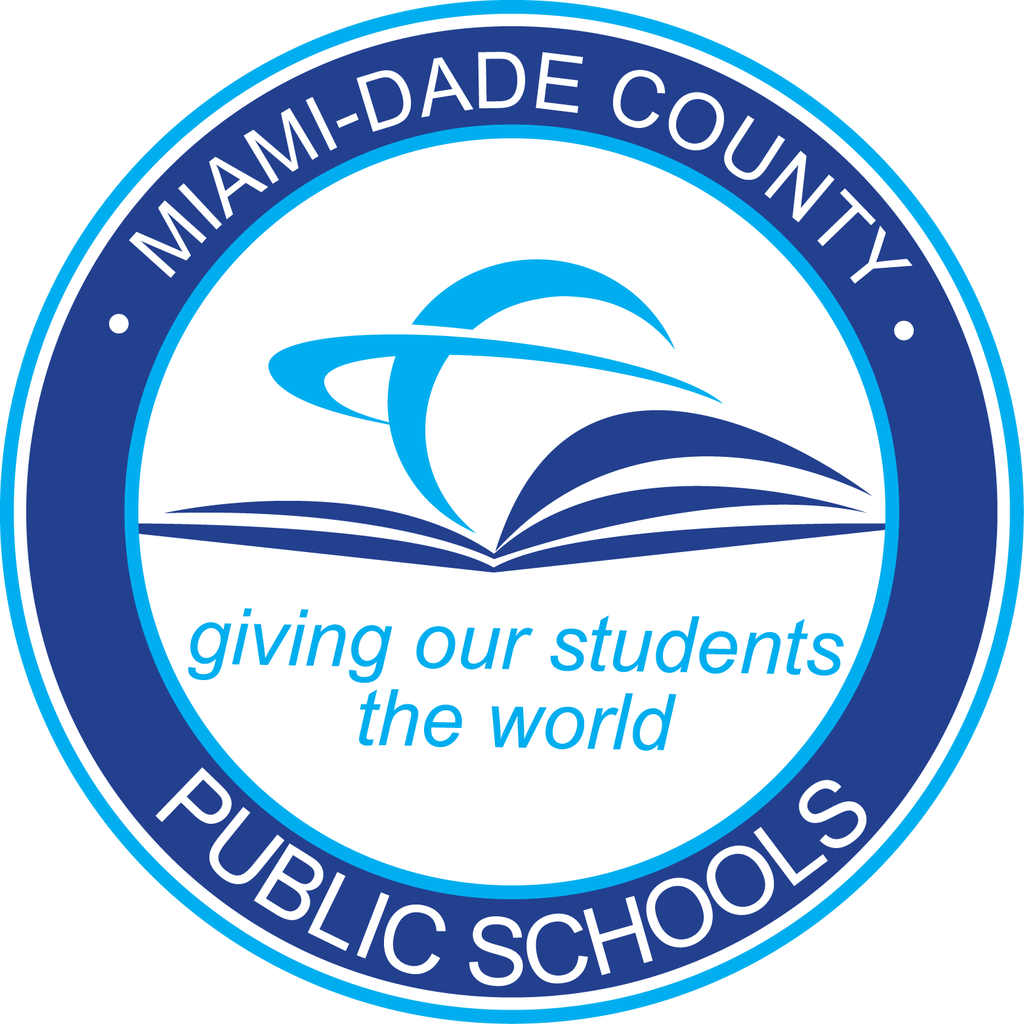 MIAMI-DADE COUNTY
giving our students
the world
PUBLIC SCHOOLS